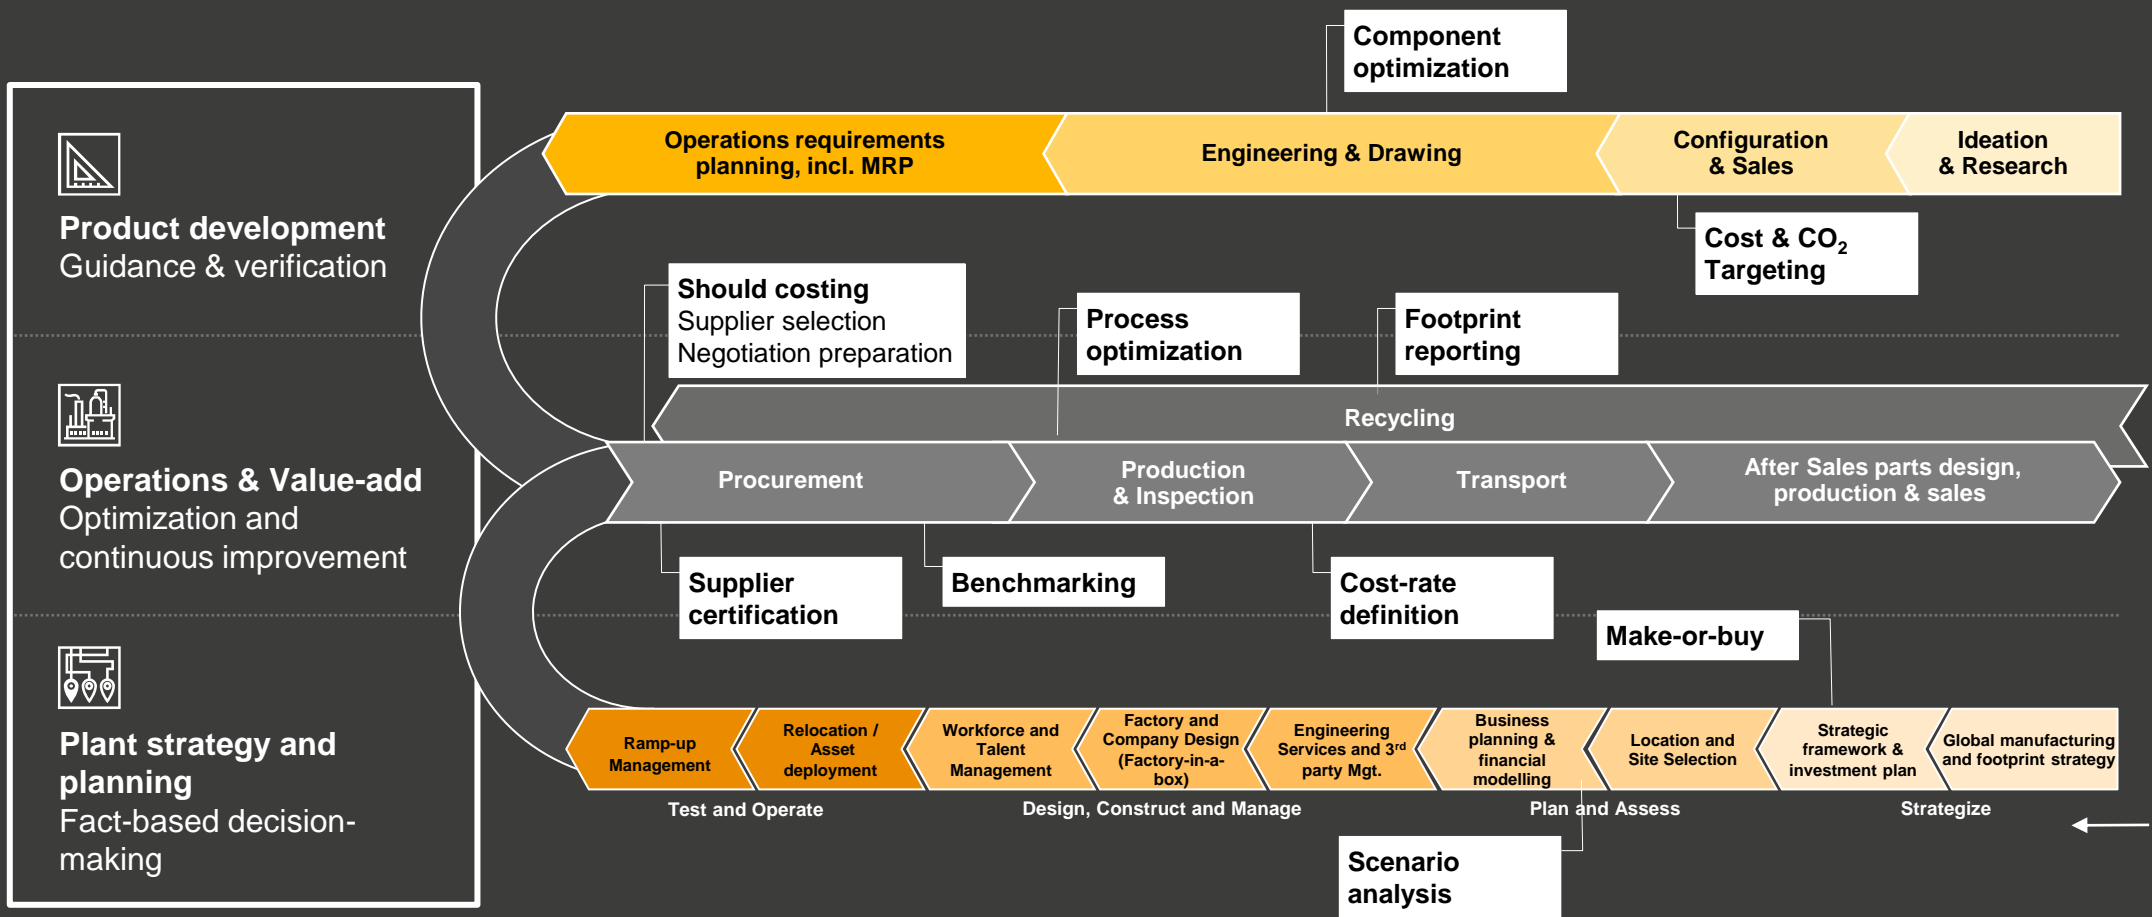 Component
optimization
Operations requirements
planning, incl. MRP
Engineering & Drawing
Configuration
& Sales
Ideation
& Research
Product development
Guidance & verification
Cost & CO2
Targeting
Should costing
Supplier selection
Negotiation preparation
Process
optimization
Footprint
reporting
Recycling
Operations & Value-add
Optimization and
continuous improvement
Procurement
Production
& Inspection
Transport
After Sales parts design,
production & sales
Supplier
certification
Benchmarking
Cost-rate
definition
Make-or-buy
Plant strategy and
planning
Fact-based decision-
making
Ramp-up
Management
Relocation /
Asset
deployment
Workforce and
Talent
Management
Factory and
Company Design
(Factory-in-a-
box)
Engineering
Services and 3rd
party Mgt.
Business
planning &
financial
modelling
Location and
Site Selection
Strategic
framework &
investment plan
Global manufacturing
and footprint strategy
Test and Operate
Design, Construct and Manage
Plan and Assess
Strategize
Scenario
analysis